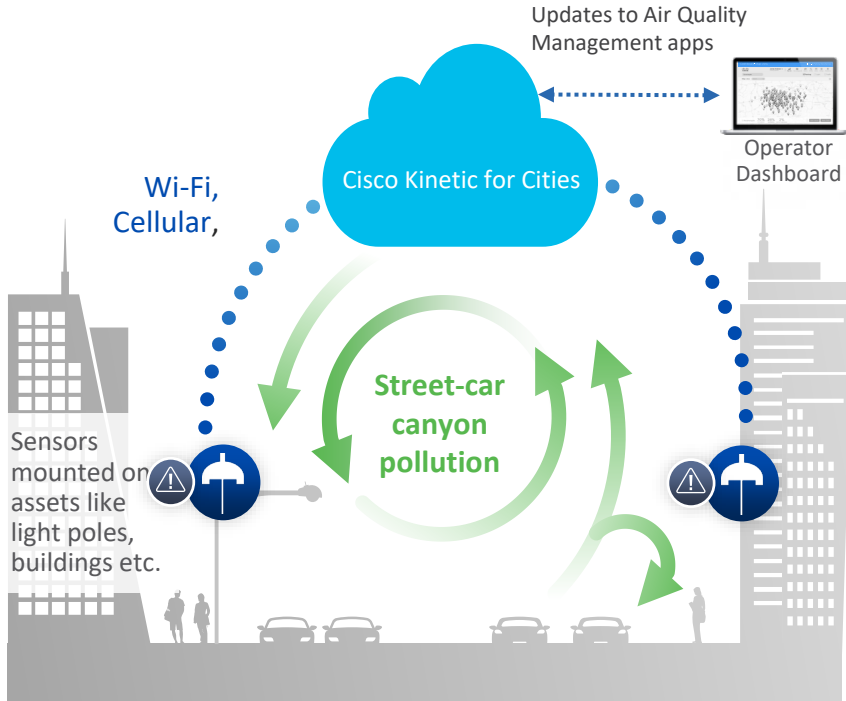 Updates to Air Quality
Management apps
Operator
Dashboard
Cisco Kinetic for Cities
Wi-Fi,
Cellular,
Street-car
canyon
pollution
Sensors
mounted on
assets like
light poles,
buildings etc.